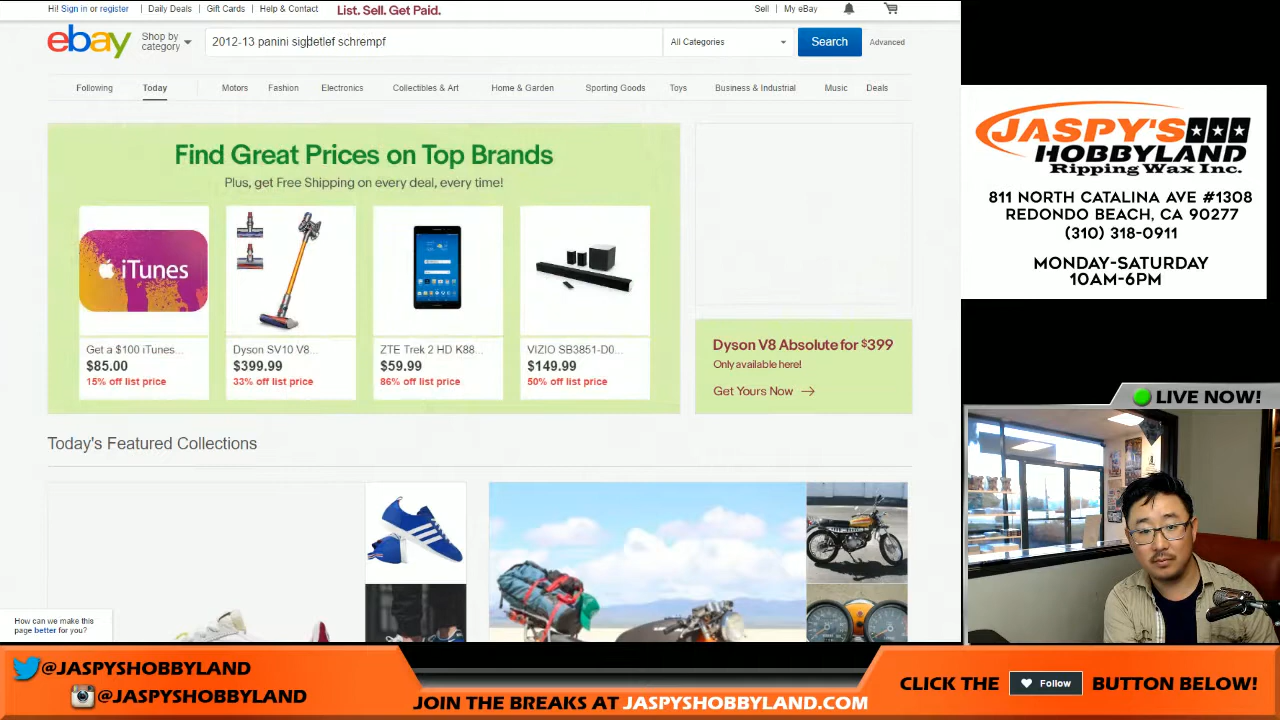 Hi! Sign in or register
Daily Deals
Gift Cards
Help & Contact
List. Sell. Get Paid.
Sell
My eBay
ebay
Shop by category
2012-13 panini sigdetlef schrempf
All Categories
Search
Advanced
Following
Today
Motors
Fashion
Electronics
Collectibles & Art
Home & Garden
Sporting Goods
Toys
Business & Industrial
Music
Deals
Find Great Prices on Top Brands
Plus, get Free Shipping on every deal, every time!
iTunes
Get a $100 iTunes...
$85.00
15% off list price
Dyson SV10 V8...
$399.99
33% off list price
ZTE Trek 2 HD K88...
$59.99
86% off list price
VIZIO SB3851-D0...
$149.99
50% off list price
Dyson V8 Absolute for $399
Only available here!
Get Yours Now
Today's Featured Collections
How can we make this
page better for you?
JASPY'S
HOBBYLAND
Ripping Wax Inc.
811 NORTH CATALINA AVE #1308
REDONDO BEACH, CA 90277
(310) 318-0911
MONDAY-SATURDAY
10AM-6PM
LIVE NOW!
@JASPYSHOBBYLAND
@JASPYSHOBBYLAND
JOIN THE BREAKS AT JASPYSHOBBYLAND.COM
CLICK THE Follow BUTTON BELOW!